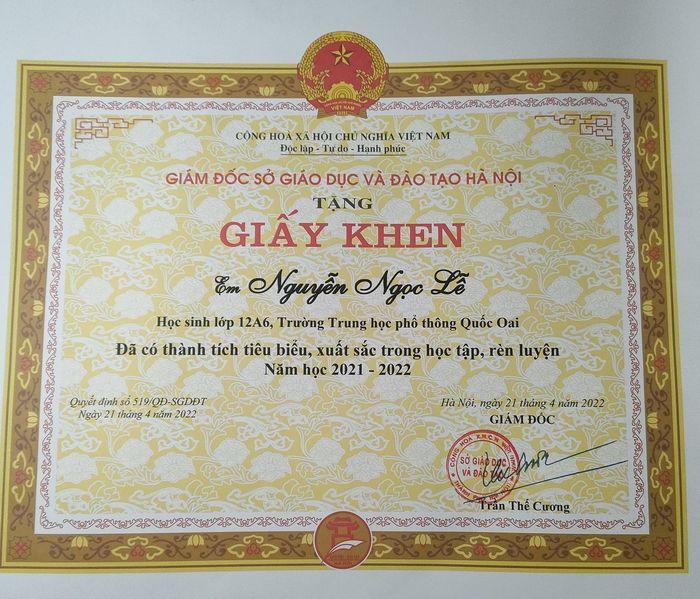 VIỆT NAM
CỘNG HOÀ XÃ HỘI CHỦ NGHĨA VIỆT NAM
Độc lập - Tự do - Hạnh phúc
GIÁM ĐỐC SỞ GIÁO DỤC VÀ ĐÀO TẠO HÀ NỘI
TẶNG
GIẤY KHEN
Em Nguyễn Ngọc Lễ
Học sinh lớp 12A6, Trường Trung học phổ thông Quốc Oai
Đã có thành tích tiêu biểu, xuất sắc trong học tập, rèn luyện
Năm học 2021 - 2022
Quyết định số 519/QĐ-SGDĐT
Ngày 21 tháng 4 năm 2022
Hà Nội, ngày 21 tháng 4 năm 2022
GIÁM ĐỐC
SỞ GIÁO DỤC
VÀ ĐÀO
Trần Thế Cương